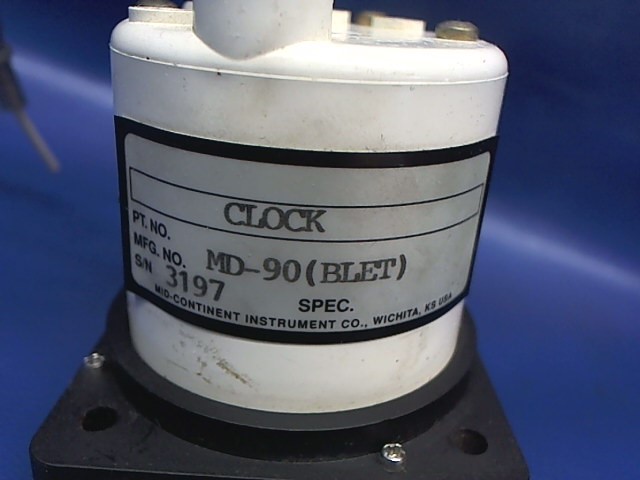 CLOCK
PT. NO.
MFG. NO. MD-90(BLET)
S/N 3197
SPEC.
MID-CONTINENT INSTRUMENT CO., WICHITA, KS USA